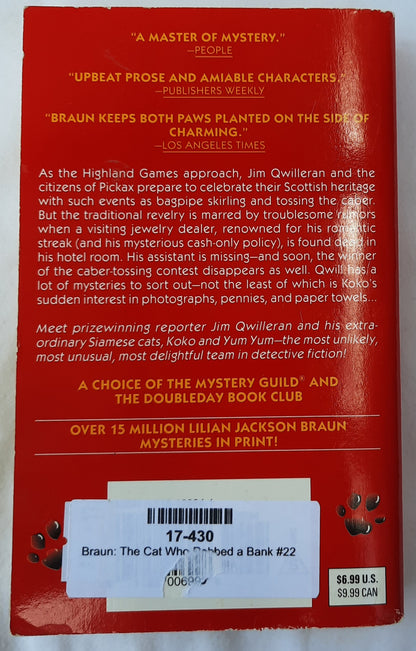 "A MASTER OF MYSTERY."
—PEOPLE
"UPBEAT PROSE AND AMIABLE CHARACTERS."
—PUBLISHERS WEEKLY
"BRAUN KEEPS BOTH PAWS PLANTED ON THE SIDE OF
CHARMING."
—LOS ANGELES TIMES
As the Highland Games approach, Jim Qwilleran and the
citizens of Pickax prepare to celebrate their Scottish heritage
with such events as bagpipe skirling and tossing the caber.
But the traditional revelry is marred by troublesome rumors
when a visiting jewelry dealer, renowned for his romantic
streak (and his mysterious cash-only policy), is found dead in
his hotel room. His assistant is missing—and soon, the winner
of the caber-tossing contest disappears as well. Qwill has a
lot of mysteries to sort out—not the least of which is Koko's
sudden interest in photographs, pennies, and paper towels...
Meet prizewinning reporter Jim Qwilleran and his extra-
ordinary Siamese cats, Koko and Yum Yum—the most unlikely,
most unusual, most delightful team in detective fiction!
A CHOICE OF THE MYSTERY GUILD® AND
THE DOUBLEDAY BOOK CLUB
OVER 15 MILLION LILIAN JACKSON BRAUN
MYSTERIES IN PRINT!
17-430
Braun: The Cat Who Robbed a Bank #22
$6.99 U.S.
$9.99 CAN